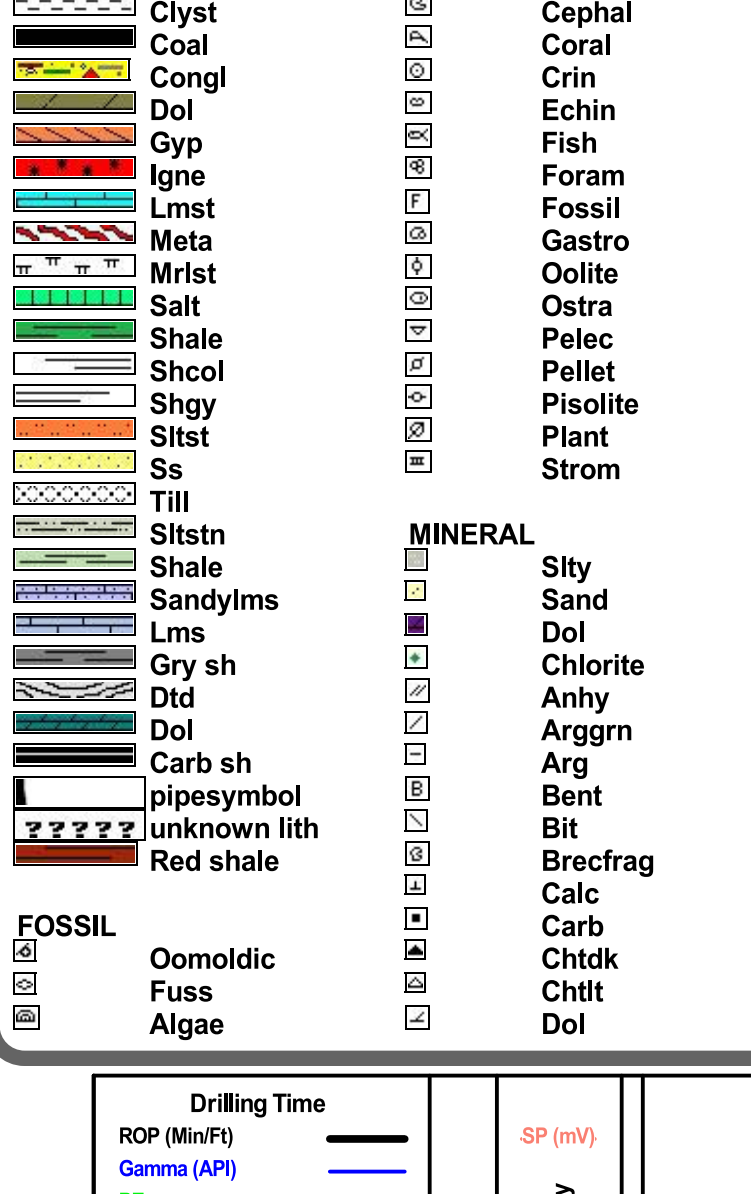 Clyst
Coal
Congl
Dol
Gyp
Igne
Lmst
Meta
Mrlst
Salt
Shale
Shcol
Shgy
Sltst
Ss
Till
Sltstn
Shale
Sandylms
Lms
Gry sh
Dtd
Dol
Carb sh
pipesymbol
? ? ? ? ? unknown lith
Red shale
FOSSIL
Oomoldic
Fuss
Algae
Cephal
Coral
Crin
Echin
Fish
Foram
F Fossil
Gastro
Oolite
Ostra
Pelec
Pellet
Pisolite
Plant
Strom
MINERAL
Slty
Sand
Dol
Chlorite
Anhy
Arggrn
Arg
B Bent
Bit
Brecfrag
Calc
Carb
Chtdk
Chtlt
Dol
Drilling Time
ROP (Min/Ft)
Gamma (API)
SP (mV)